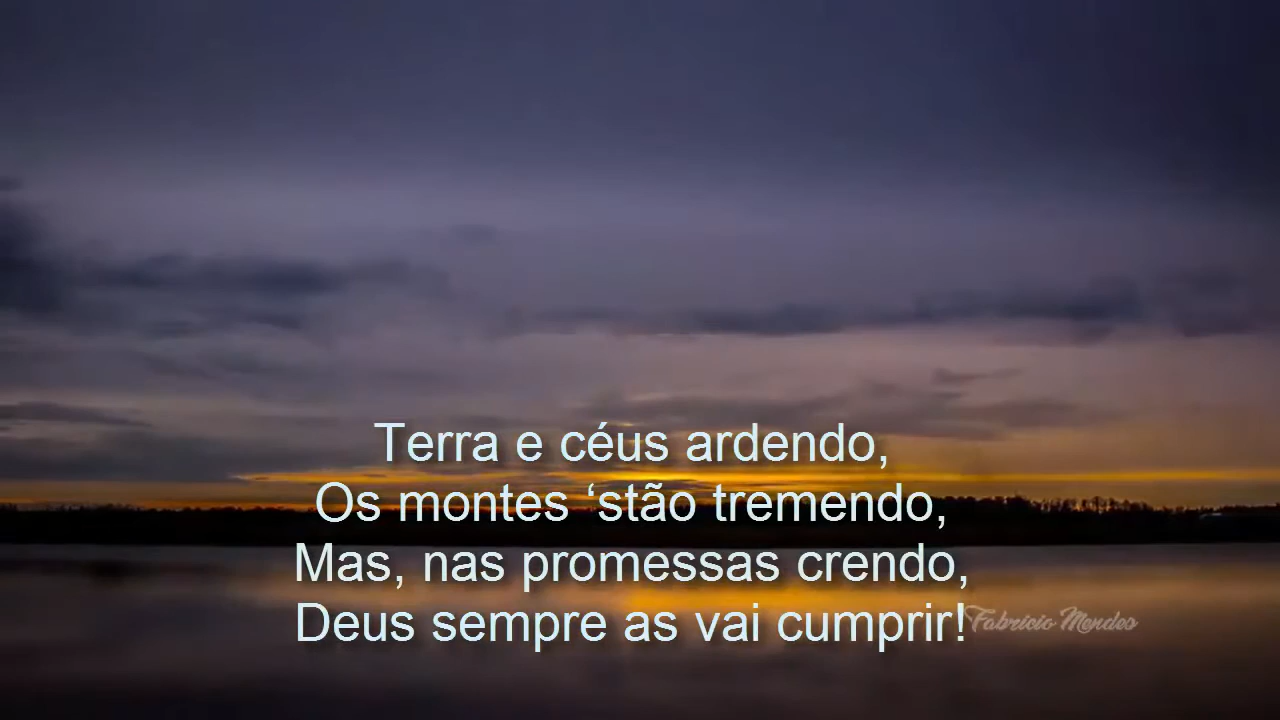 Terra e céus ardendo,
Os montes ‘stão tremendo,
Mas, nas promessas crendo,
Deus sempre as vai cumprir!
Fabricio Mendes